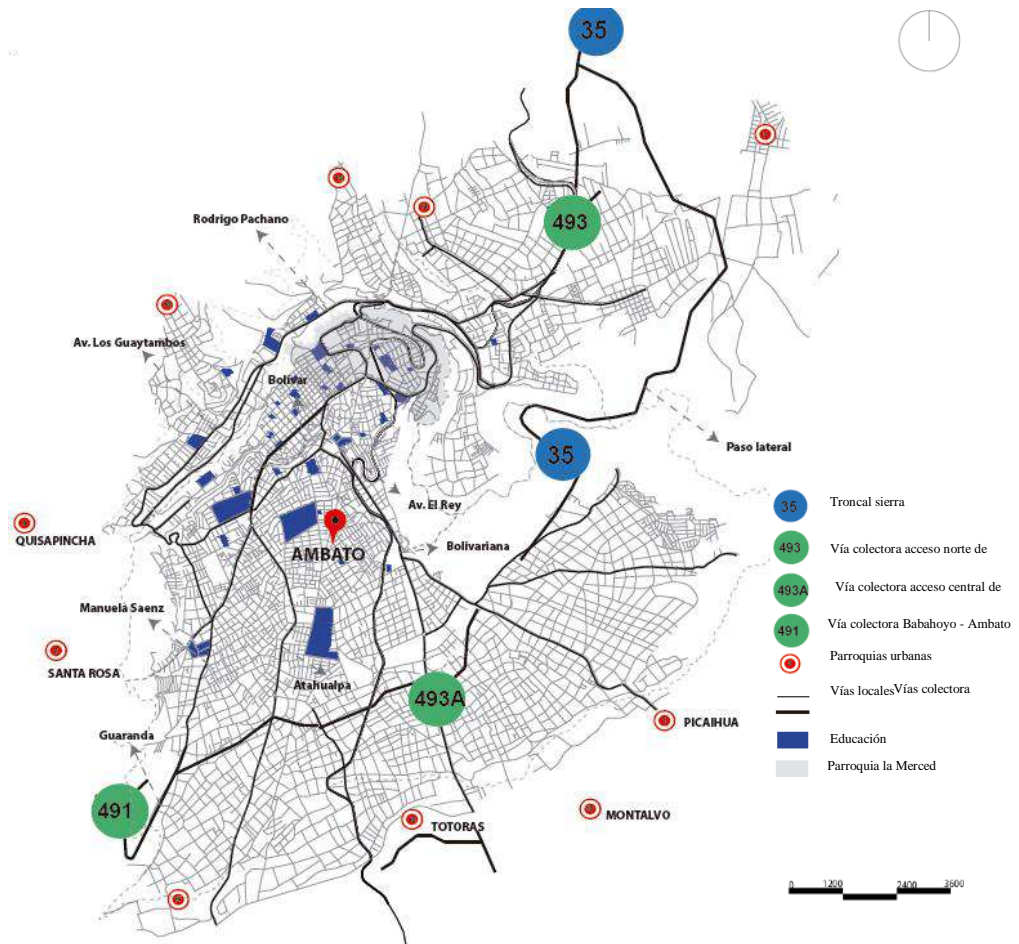 35
493
Rodrigo Pachano
Av. Los Guaytambos
Bolívar
Paso lateral
35
Av. El Rey
QUISAPINCHA
AMBATO
Bolivariana
Manuela Saenz
SANTA ROSA
Atahualpa
493A
PICAIHUA
Guaranda
491
TOTORAS
MONTALVO
35 Troncal sierra
493 Vía colectora acceso norte de
493A Vía colectora acceso central de
491 Vía colectora Babahoyo - Ambato
Parroquias urbanas
Vías localesVías colectora
Educación
Parroquia la Merced
0 1200 2400 3600